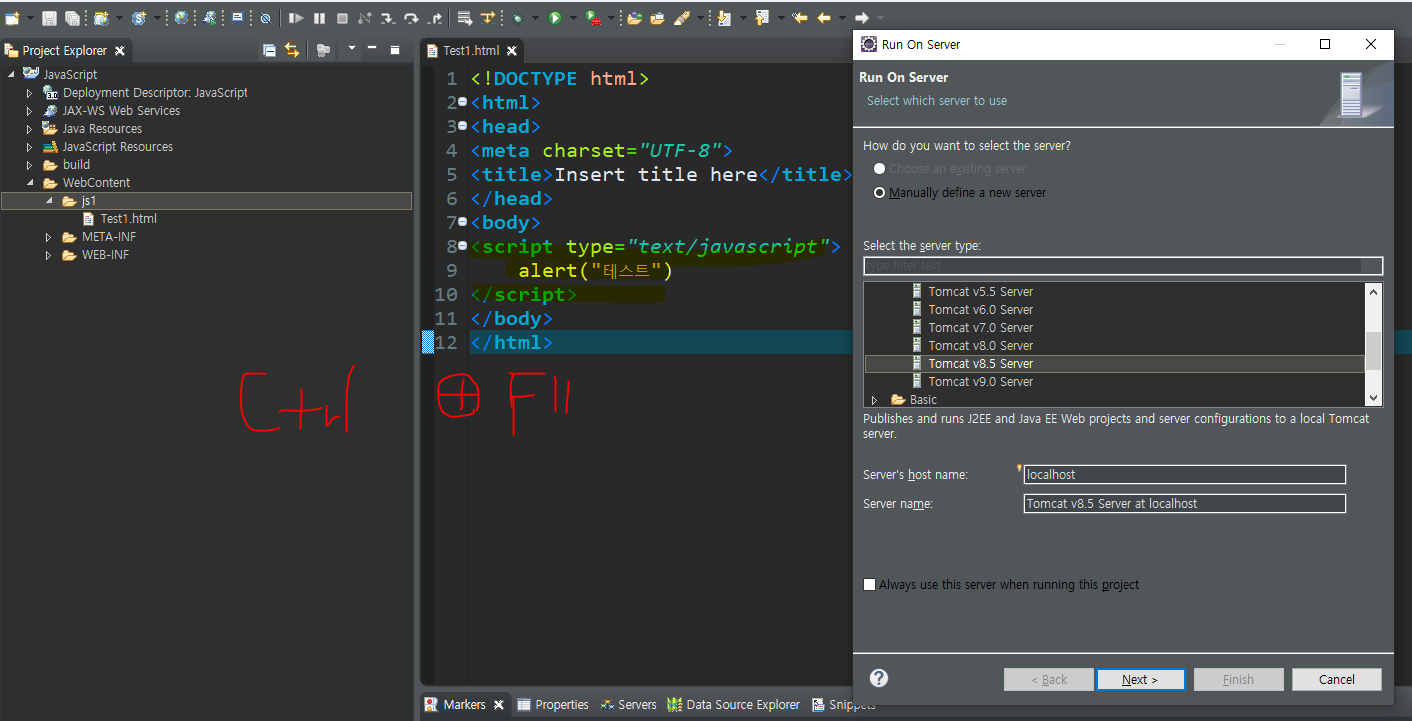 Project Explorer
JavaScript
Deployment Descriptor: JavaScript
JAX-WS Web Services
Java Resources
JavaScript Resources
build
WebContent
js1
Test1.html
META-INF
WEB-INF
Test1.html
1 <!DOCTYPE html>
2 <html>
3 <head>
4 <meta charset="UTF-8">
5 <title>Insert title here</title>
6 </head>
7 <body>
8 <script type="text/javascript">
9 alert("테스트")
10 </script>
11 </body>
12 </html>
Ctrl + F11
Markers Properties Servers Data Source Explorer Snippets
Run On Server
Run On Server
Select which server to use
How do you want to select the server?
Choose an existing server
Manually define a new server
Select the server type:
type filter text
Tomcat v5.5 Server
Tomcat v6.0 Server
Tomcat v7.0 Server
Tomcat v8.0 Server
Tomcat v8.5 Server
Tomcat v9.0 Server
Basic
Publishes and runs J2EE and Java EE Web projects and server configurations to a local Tomcat
server.
Server's host name: localhost
Server name: Tomcat v8.5 Server at localhost
Always use this server when running this project
< Back Next > Finish Cancel